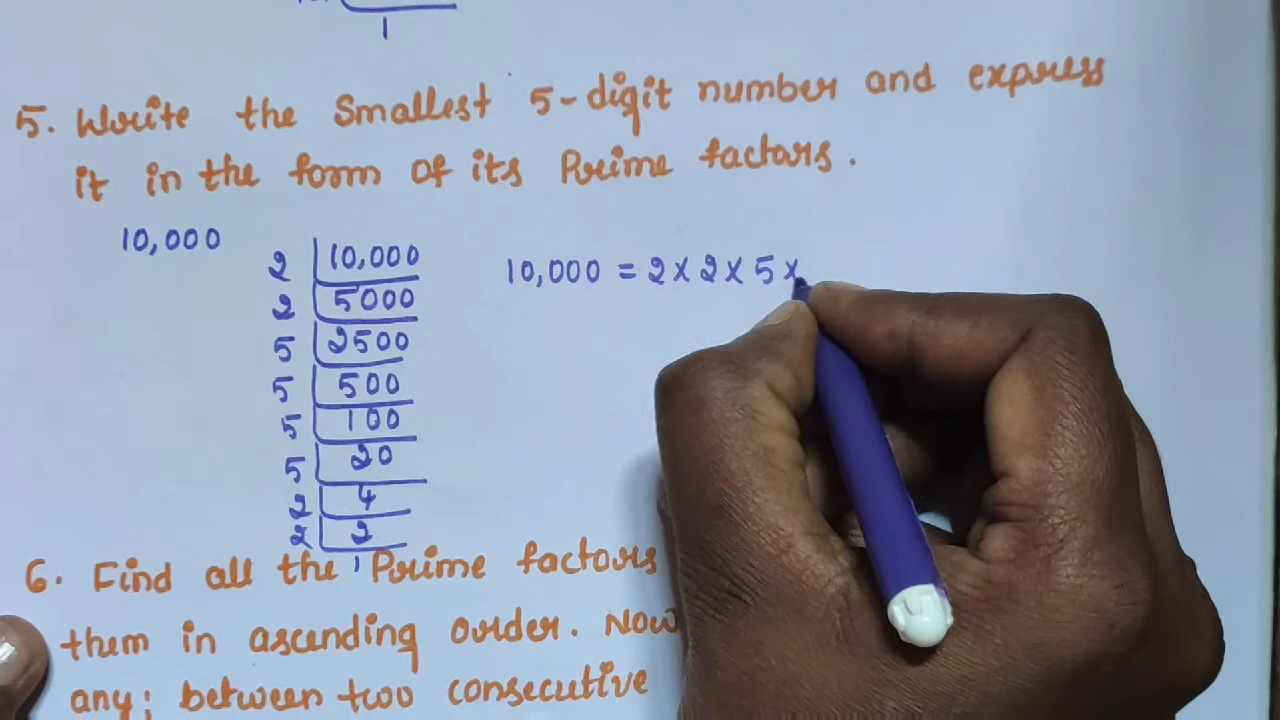 1
5. Write the Smallest 5-digit number and express
it in the form of its Prime factors.
10,000
2 10,000
2 5000
5 2500
5 500
5 100
5 20
2 4
2 2
1
10,000 = 2 × 2 × 5 ×
6. Find all the Prime factors
them in ascending order. Now
any; between two consecutive